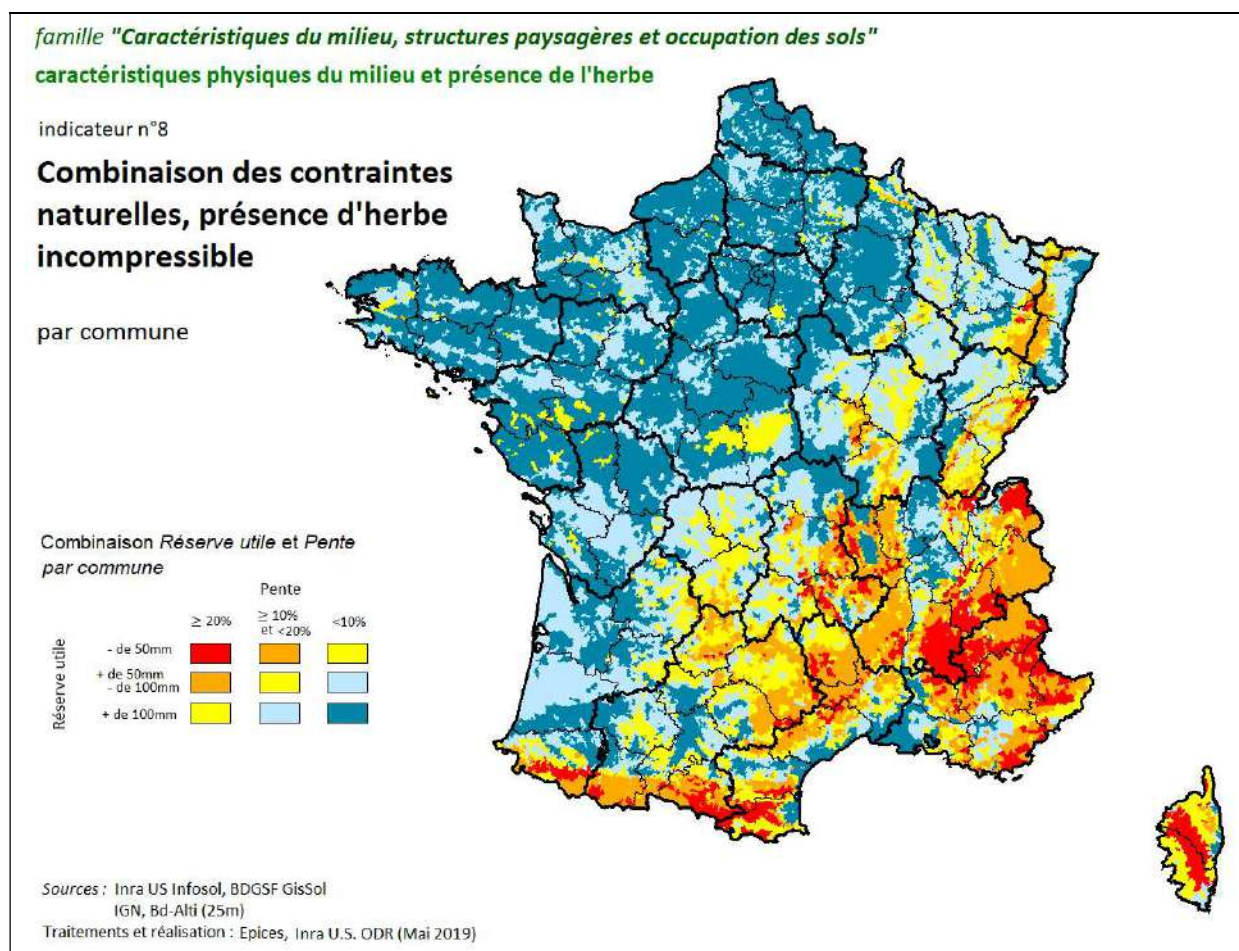 famille "Caractéristiques du milieu, structures paysagères et occupation des sols"
caractéristiques physiques du milieu et présence de l'herbe
indicateur n°8
Combinaison des contraintes
naturelles, présence d'herbe
incompressible
par commune
Combinaison Réserve utile et Pente
par commune
Pente
≥ 20%
≥ 10%
et <20%
<10%
Réserve utile
- de 50mm
+ de 50mm
- de 100mm
+ de 100mm
Sources : Inra US Infosol, BDGSF GisSol
IGN, Bd-Alti (25m)
Traitements et réalisation : Epices, Inra U.S. ODR (Mai 2019)